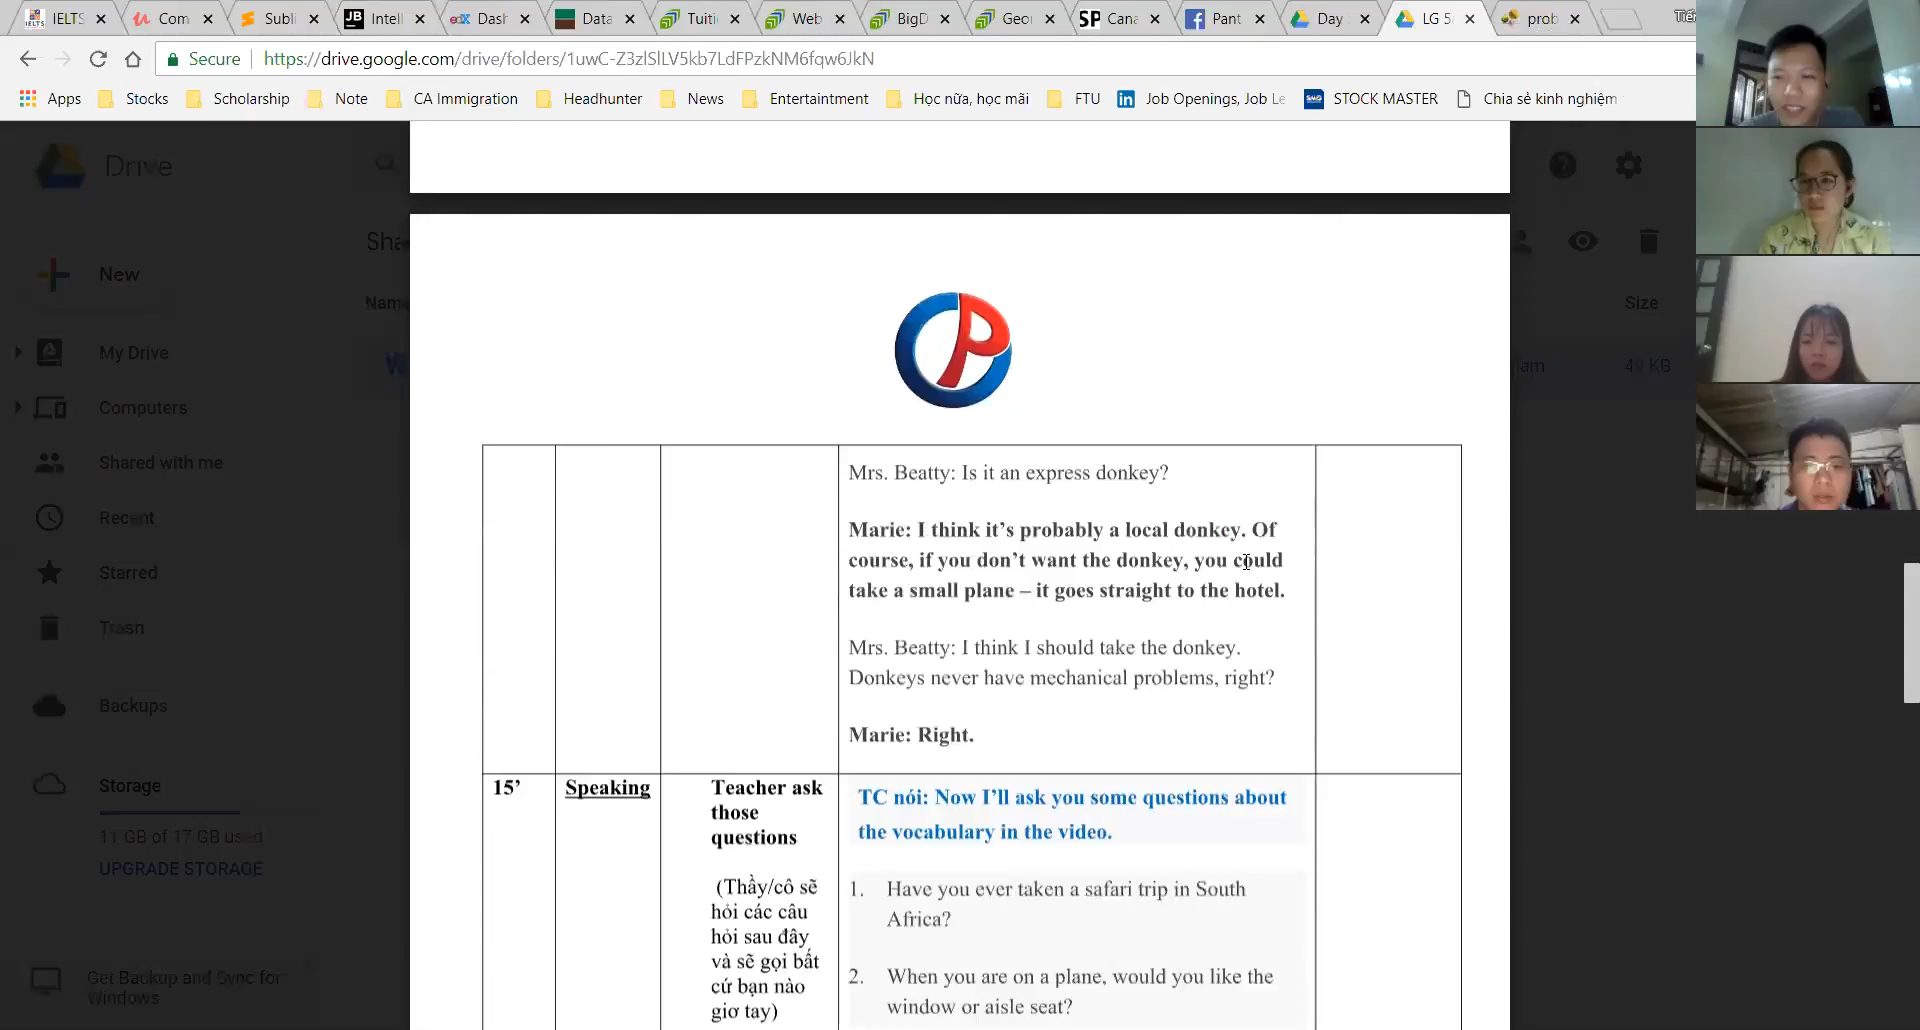 IELTS
Com
Subli
Intell
Dash
Data
Tuiti
Web
BigD
Geor
Cana
Pant
Day
LG 5
prob
Tiến
Secure
https://drive.google.com/drive/folders/1uwC-Z3zlSlLV5kb7LdFPzkNM6fqw6JkN
Apps
Stocks
Scholarship
Note
CA Immigration
Headhunter
News
Entertaintment
Học nữa, học mãi
FTU
Job Openings, Job Le
STOCK MASTER
Chia sẻ kinh nghiệm
Drive
Sha
New
Name
Size
My Drive
am
49 KB
Computers
Shared with me
Recent
Starred
Trash
Backups
Storage
11 GB of 17 GB used
UPGRADE STORAGE
Get Backup and Sync for
Windows
Mrs. Beatty: Is it an express donkey?
Marie: I think it’s probably a local donkey. Of
course, if you don’t want the donkey, you could
take a small plane – it goes straight to the hotel.
Mrs. Beatty: I think I should take the donkey.
Donkeys never have mechanical problems, right?
Marie: Right.
15’
Speaking
Teacher ask
those
questions
(Thầy/cô sẽ
hỏi các câu
hỏi sau đây
và sẽ gọi bất
cứ bạn nào
giơ tay)
TC nói: Now I’ll ask you some questions about
the vocabulary in the video.
1. Have you ever taken a safari trip in South
Africa?
2. When you are on a plane, would you like the
window or aisle seat?